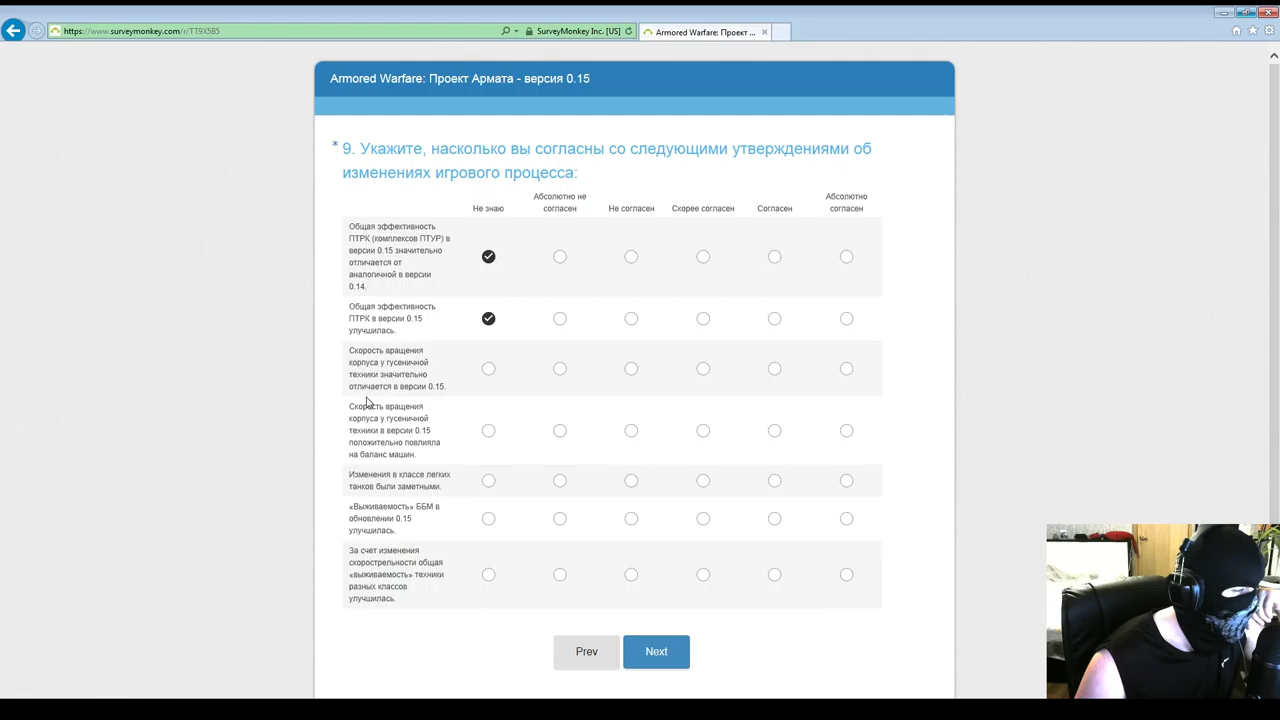 https://www.surveymonkey.com/r/TT9X5B5
SurveyMonkey Inc. [US]
Armored Warfare: Проект ...
Armored Warfare: Проект Армата - версия 0.15
* 9. Укажите, насколько вы согласны со следующими утверждениями об
изменениях игрового процесса:
Не знаю
Абсолютно не
согласен
Не согласен
Скорее согласен
Согласен
Абсолютно
согласен
Общая эффективность
ПТРК (комплексов ПТУР) в
версии 0.15 значительно
отличается от
аналогичной в версии
0.14.
Общая эффективность
ПТРК в версии 0.15
улучшилась.
Скорость вращения
корпуса у гусеничной
техники значительно
отличается в версии 0.15.
Скорость вращения
корпуса у гусеничной
техники в версии 0.15
положительно повлияла
на баланс машин.
Изменения в классе легких
танков были заметными.
«Выживаемость» ББМ в
обновлении 0.15
улучшилась.
За счет изменения
скорострельности общая
«выживаемость» техники
разных классов
улучшилась.
Prev
Next